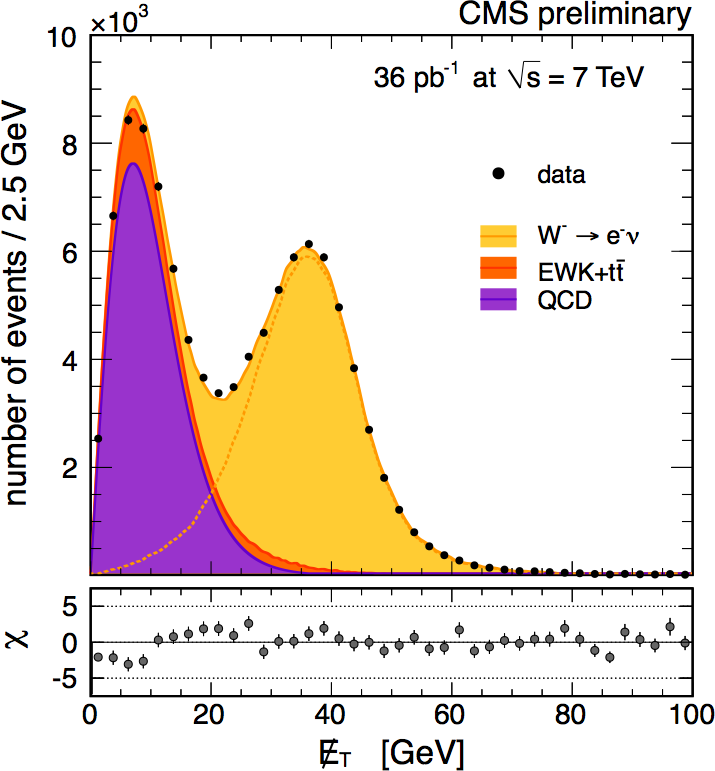 CMS preliminary
×10³
36 pb⁻¹ at √s = 7 TeV
number of events / 2.5 GeV
10
8
6
4
2
data
W⁻ → e⁻ν
EWK+tt̄
QCD
χ
5
0
-5
0 20 40 60 80 100
E̸_T [GeV]